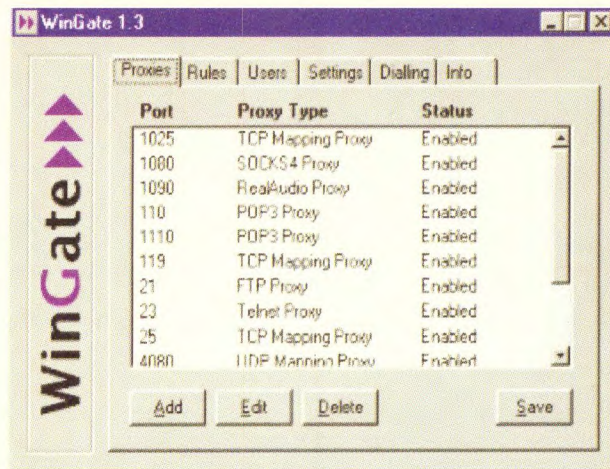 WinGate 1.3
Proxies Rules Users Settings Dialling Info
WinGate
Port Proxy Type Status
1025 TCP Mapping Proxy Enabled
1080 SOCKS4 Proxy Enabled
1090 RealAudio Proxy Enabled
110 POP3 Proxy Enabled
1110 POP3 Proxy Enabled
119 TCP Mapping Proxy Enabled
21 FTP Proxy Enabled
23 Telnet Proxy Enabled
25 TCP Mapping Proxy Enabled
4080 UDP Mapping Proxy Enabled
Add Edit Delete Save